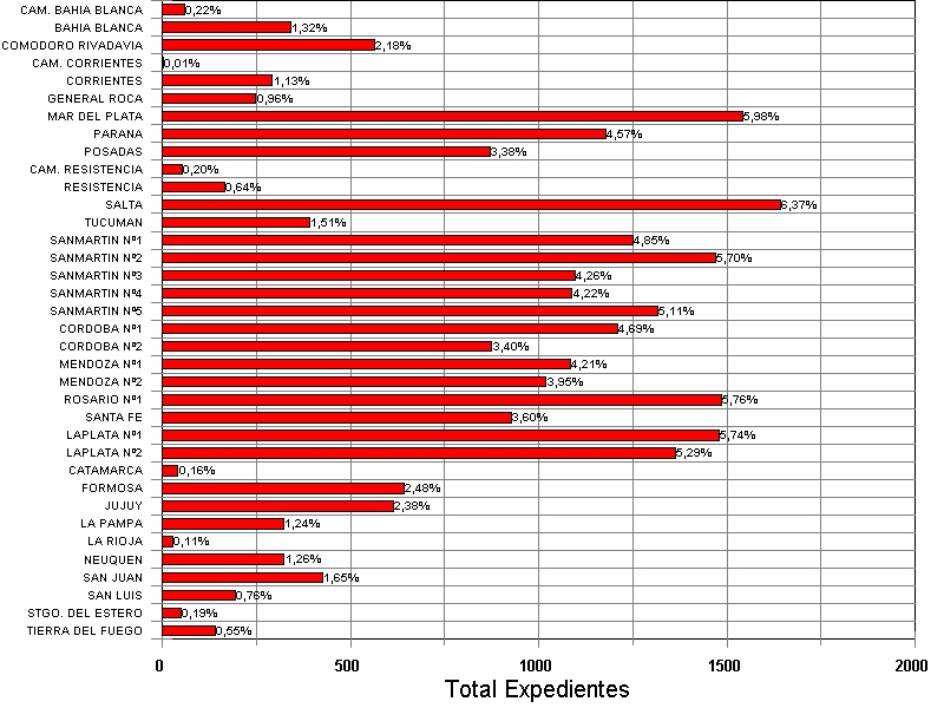 CAM. BAHIA BLANCA 0,22%
BAHIA BLANCA 1,32%
COMODORO RIVADAVIA 2,18%
CAM. CORRIENTES 0,01%
CORRIENTES 1,13%
GENERAL ROCA 0,96%
MAR DEL PLATA 5,98%
PARANA 4,57%
POSADAS 3,38%
CAM. RESISTENCIA 0,20%
RESISTENCIA 0,64%
SALTA 6,37%
TUCUMAN 1,51%
SANMARTIN Nº1 4,85%
SANMARTIN Nº2 5,70%
SANMARTIN Nº3 4,26%
SANMARTIN Nº4 4,22%
SANMARTIN Nº5 5,11%
CORDOBA Nº1 4,69%
CORDOBA Nº2 3,40%
MENDOZA Nº1 4,21%
MENDOZA Nº2 3,95%
ROSARIO Nº1 5,76%
SANTA FE 3,60%
LAPLATA Nº1 5,74%
LAPLATA Nº2 5,29%
CATAMARCA 0,16%
FORMOSA 2,48%
JUJUY 2,38%
LA PAMPA 1,24%
LA RIOJA 0,11%
NEUQUEN 1,26%
SAN JUAN 1,65%
SAN LUIS 0,76%
STGO. DEL ESTERO 0,19%
TIERRA DEL FUEGO 0,55%
0 500 1000 1500 2000
Total Expedientes